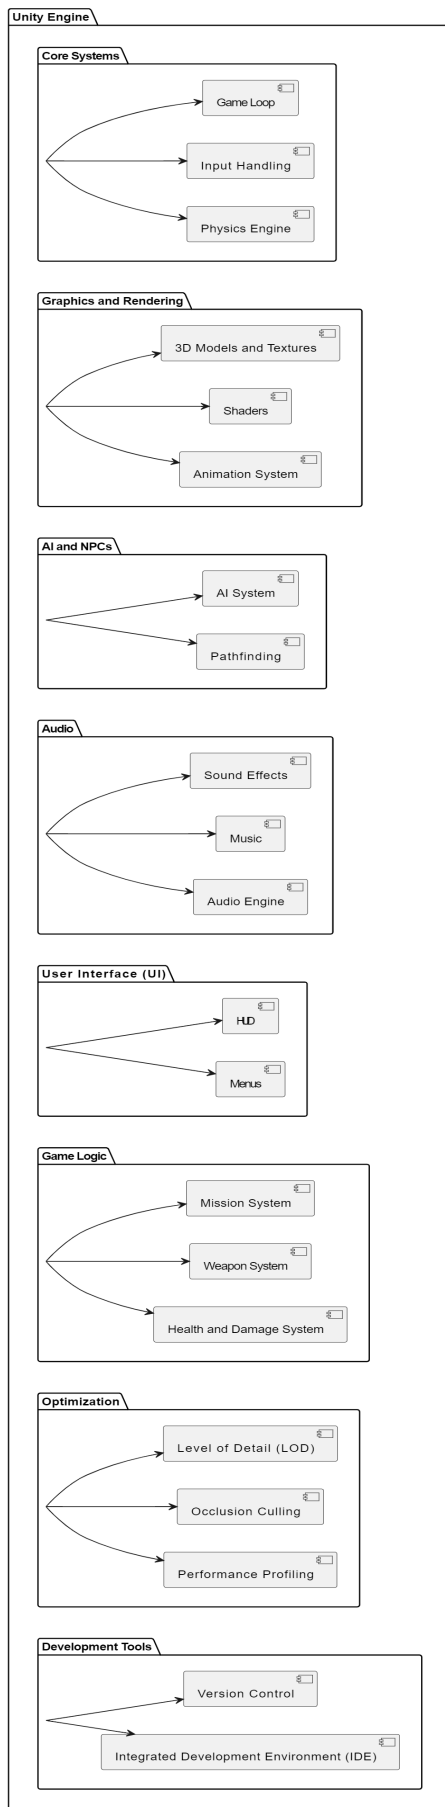 Unity Engine
Core Systems
Game Loop
Input Handling
Physics Engine
Graphics and Rendering
3D Models and Textures
Shaders
Animation System
AI and NPCs
AI System
Pathfinding
Audio
Sound Effects
Music
Audio Engine
User Interface (UI)
HUD
Menus
Game Logic
Mission System
Weapon System
Health and Damage System
Optimization
Level of Detail (LOD)
Occlusion Culling
Performance Profiling
Development Tools
Version Control
Integrated Development Environment (IDE)